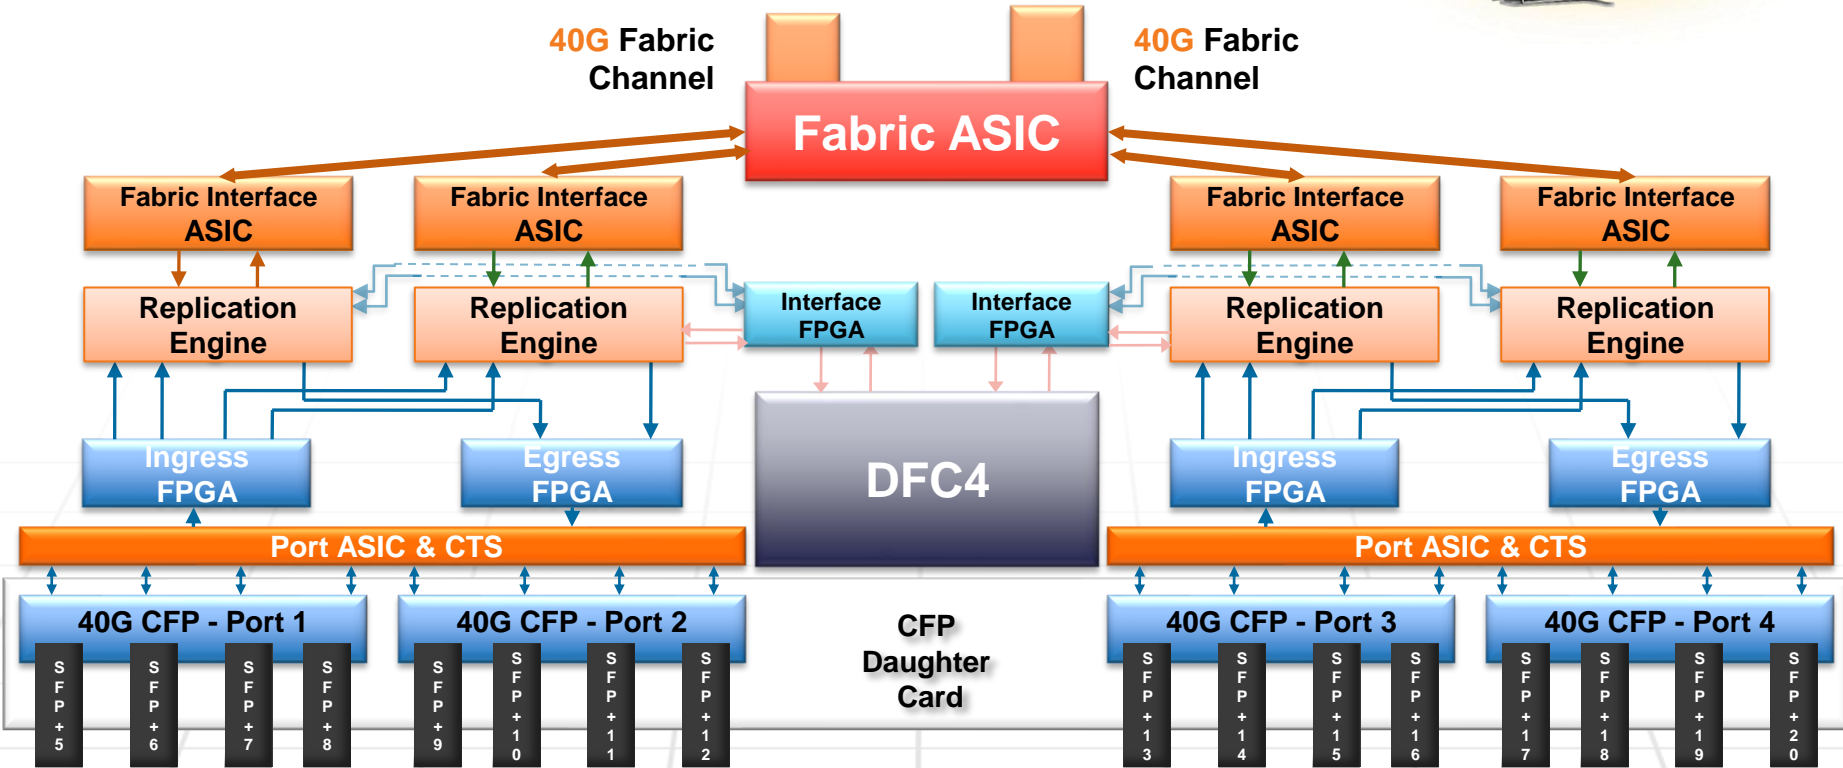 40G Fabric
Channel
40G Fabric
Channel
Fabric ASIC
Fabric Interface
ASIC
Fabric Interface
ASIC
Fabric Interface
ASIC
Fabric Interface
ASIC
Replication
Engine
Replication
Engine
Interface
FPGA
Interface
FPGA
Replication
Engine
Replication
Engine
Ingress
FPGA
Egress
FPGA
DFC4
Ingress
FPGA
Egress
FPGA
Port ASIC & CTS
Port ASIC & CTS
40G CFP - Port 1
40G CFP - Port 2
CFP
Daughter
Card
40G CFP - Port 3
40G CFP - Port 4
SFP+5
SFP+6
SFP+7
SFP+8
SFP+9
SFP+10
SFP+11
SFP+12
SFP+13
SFP+14
SFP+15
SFP+16
SFP+17
SFP+18
SFP+19
SFP+20